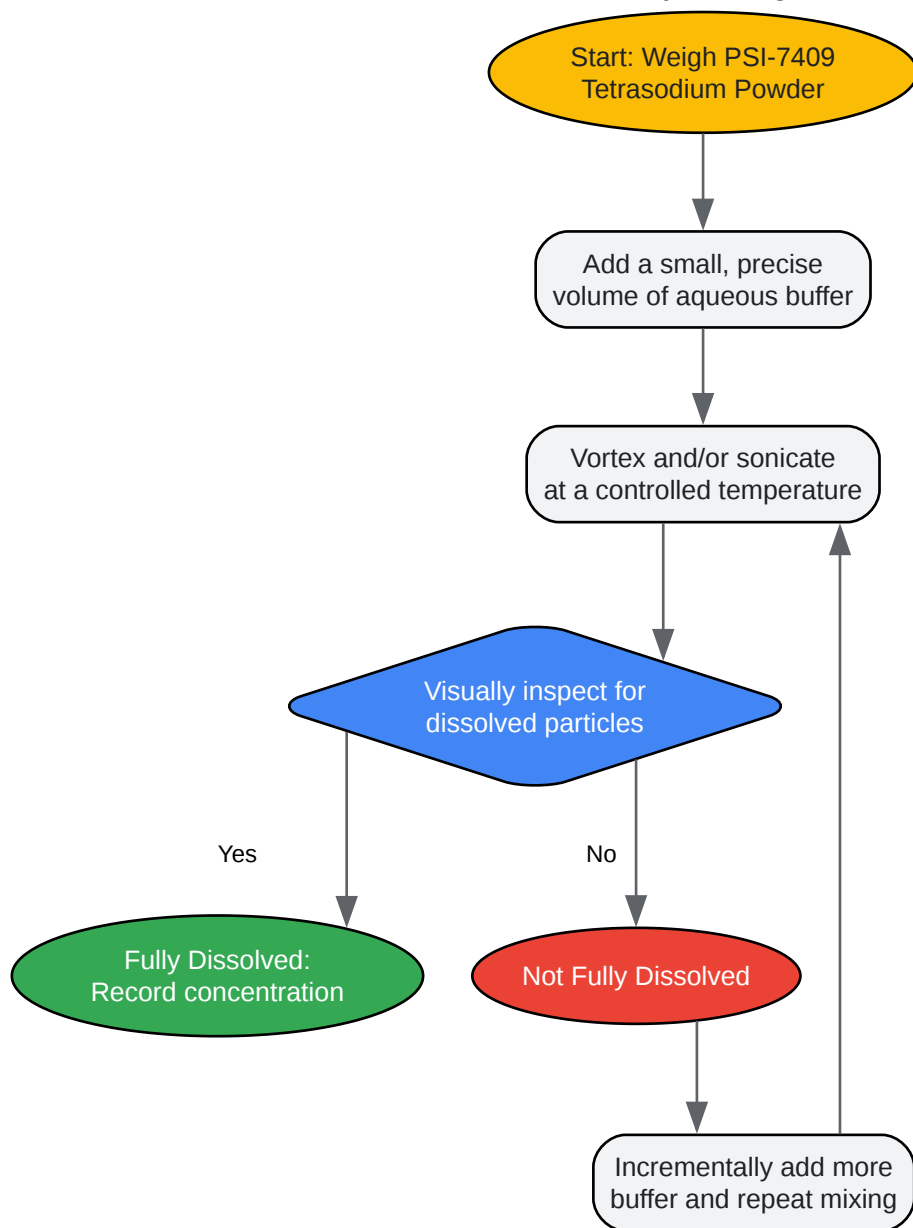 Start: Weigh PSI-7409
Tetrasodium Powder
Add a small, precise
volume of aqueous buffer
Vortex and/or sonicate
at a controlled temperature
Visually inspect for
dissolved particles
Yes
No
Fully Dissolved:
Record concentration
Not Fully Dissolved
Incrementally add more
buffer and repeat mixing